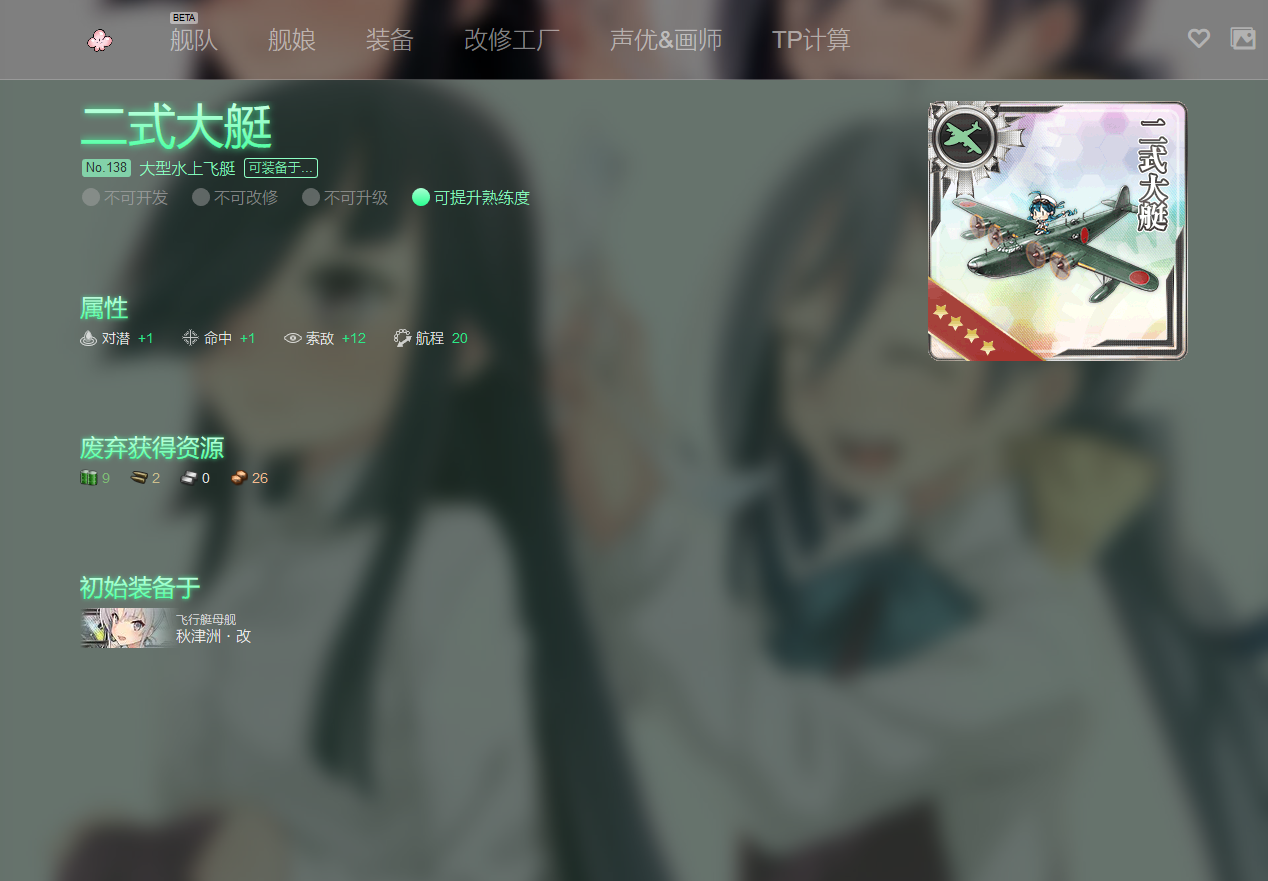 BETA
舰队 舰娘 装备 改修工厂 声优&画师 TP计算
二式大艇
No.138 大型水上飞艇 可装备于...
不可开发 不可改修 不可升级 可提升熟练度
二式大艇
属性
对潜 +1 命中 +1 索敌 +12 航程 20
废弃获得资源
9 2 0 26
初始装备于
飞行艇母舰
秋津洲·改